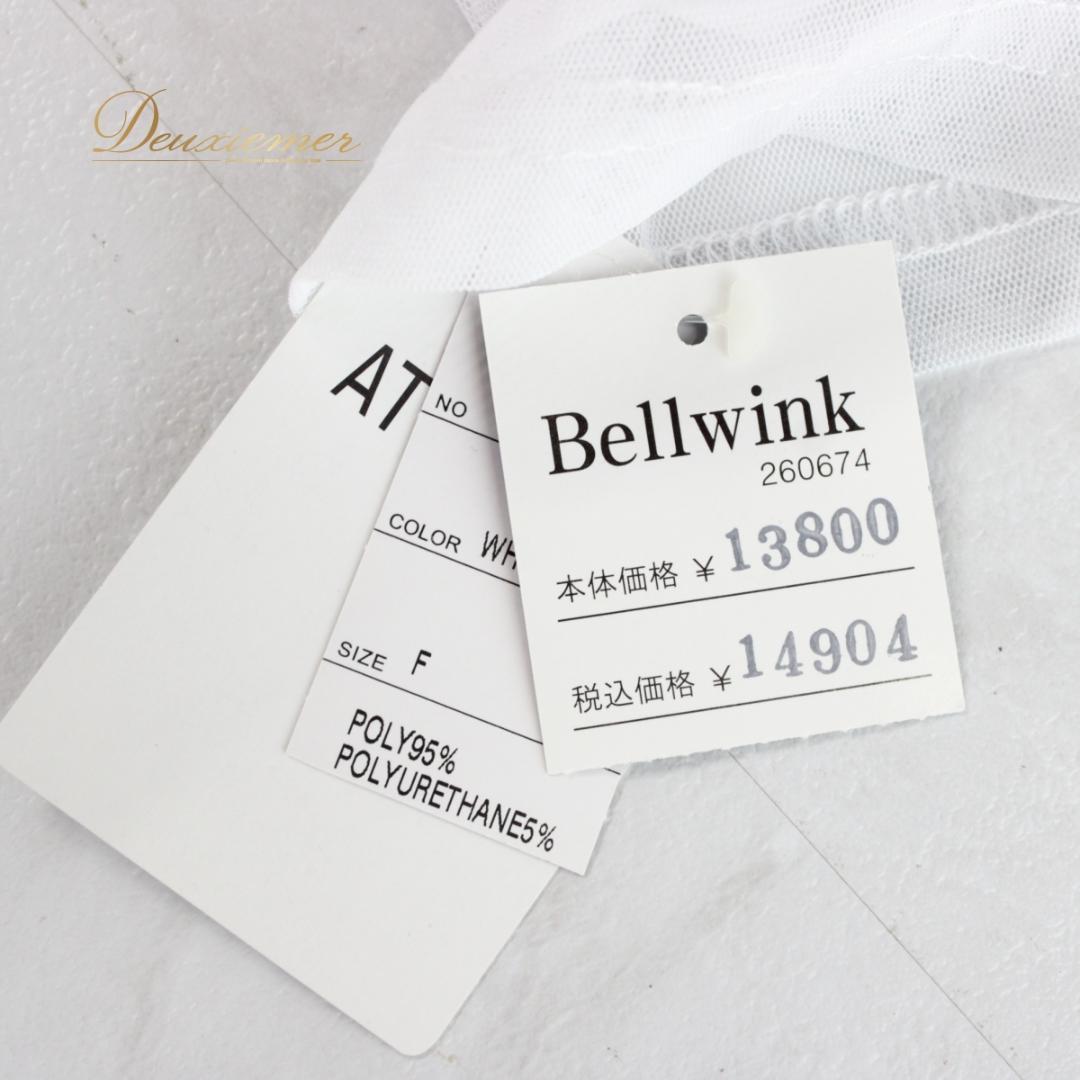 Deuxiemer
AT
NO
COLOR WH
SIZE F
POLY95%
POLYURETHANE5%
Bellwink
260674
本体価格 ¥13800
税込価格 ¥14904